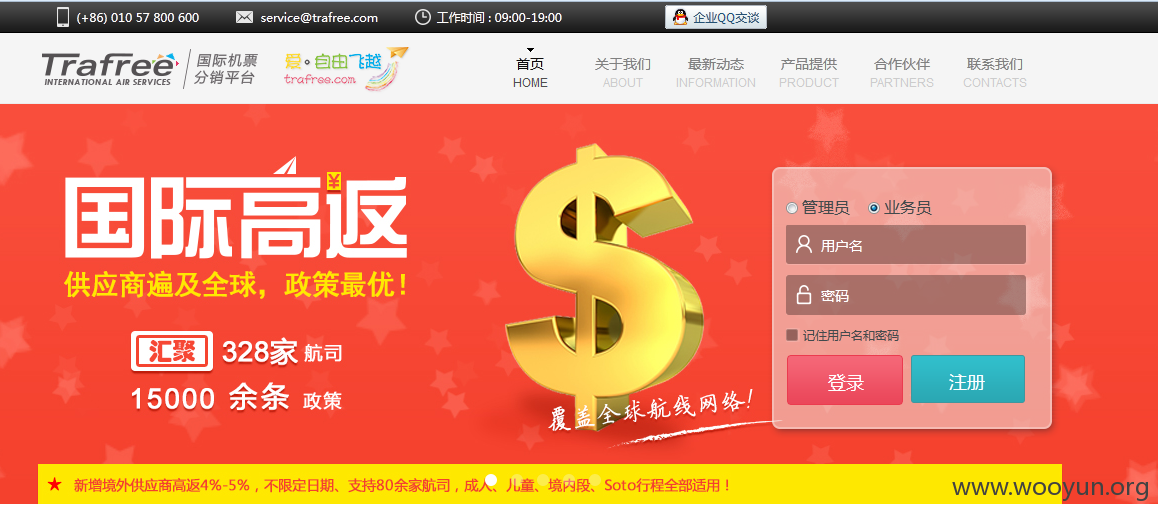 (+86) 010 57 800 600 service@trafree.com 工作时间 : 09:00-19:00 企业QQ交谈
Trafree 国际机票 爱·自由飞越
INTERNATIONAL AIR SERVICES 分销平台 trafree.com
首页 关于我们 最新动态 产品提供 合作伙伴 联系我们
HOME ABOUT INFORMATION PRODUCT PARTNERS CONTACTS
国际高返
¥
供应商遍及全球，政策最优！
汇聚 328家 航司
15000 余条 政策
覆盖全球航线网络！
管理员 业务员
用户名
密码
记住用户名和密码
登录 注册
★ 新增境外供应商高返4%-5%，不限定日期、支持80余家航司，成人、儿童、境内段、Soto行程全部适用！
www.wooyun.org